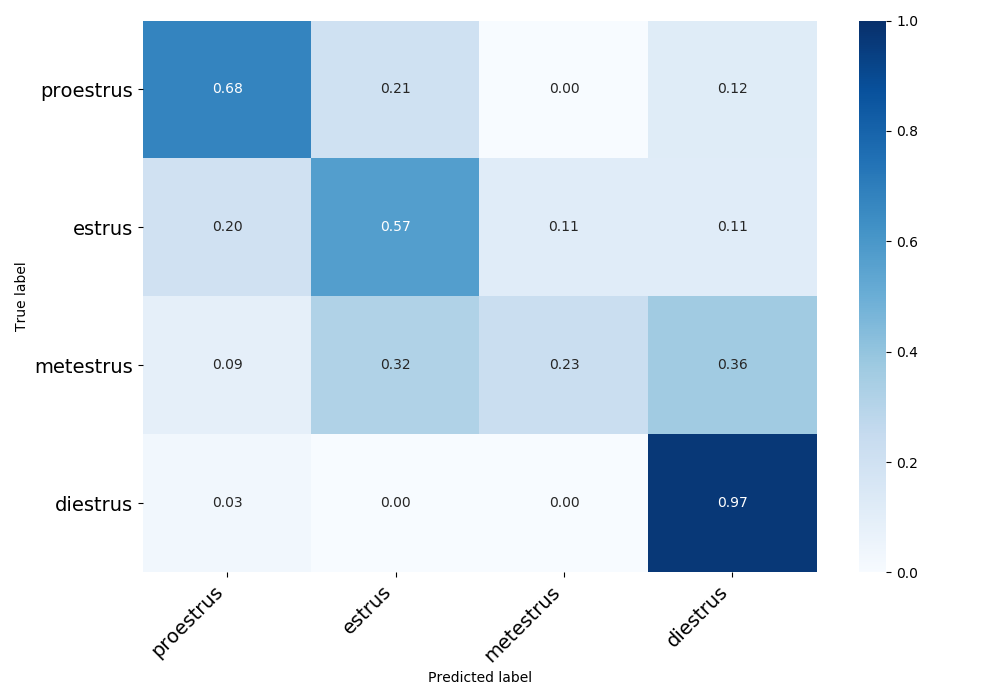 proestrus 0.68 0.21 0.00 0.12
estrus 0.20 0.57 0.11 0.11
metestrus 0.09 0.32 0.23 0.36
diestrus 0.03 0.00 0.00 0.97
True label
proestrus estrus metestrus diestrus
Predicted label
1.0
0.8
0.6
0.4
0.2
0.0